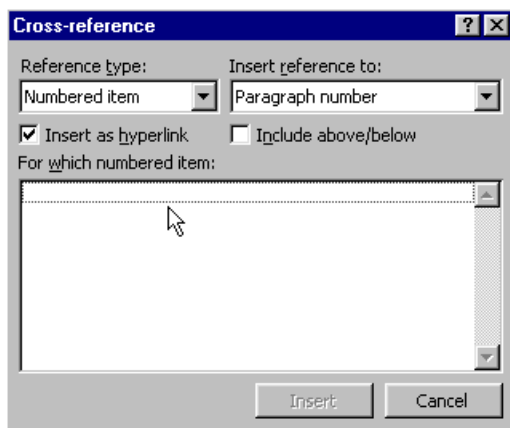 Cross-reference
Reference type: Insert reference to:
Numbered item Paragraph number
Insert as hyperlink Include above/below
For which numbered item:
Insert Cancel